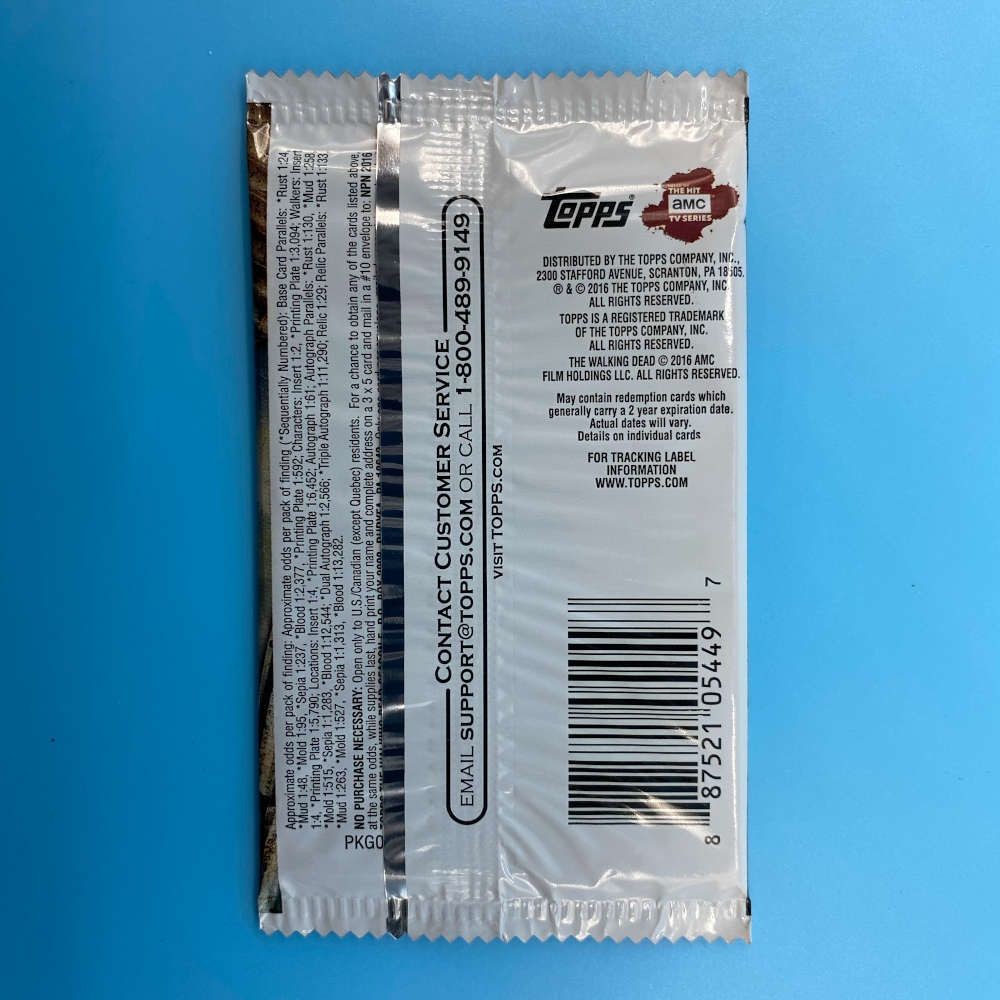 Approximate odds per pack of finding: Approximate odds per pack of finding (*Sequentially Numbered): Base Card Parallels: *Rust 1:24,
*Mud 1:48, *Mold 1:95, *Sepia 1:237, *Blood 1:2,377, *Printing Plate 1:592; Characters: Insert 1:2, *Printing Plate 1:3,094; Walkers: Insert
1:4, *Printing Plate 1:5,790; Locations: Insert 1:4, *Printing Plate 1:6,452; Autograph 1:61; Autograph Parallels: *Rust 1:130, *Mud 1:258,
*Mold 1:515, *Sepia 1:1,283, *Blood 1:12,544; *Dual Autograph 1:2,566; *Triple Autograph 1:11,290; Relic 1:29; Relic Parallels: *Rust 1:133,
*Mud 1:263, *Mold 1:527, *Sepia 1:1,313, *Blood 1:13,282.
NO PURCHASE NECESSARY: Open only to U.S./Canadian (except Quebec) residents. For a chance to obtain any of the cards listed above,
at the same odds, while supplies last, hand print your name and complete address on a 3 x 5 card and mail in a #10 envelope to: NPN 2016
PKG0
CONTACT CUSTOMER SERVICE
EMAIL SUPPORT@TOPPS.COM OR CALL 1-800-489-9149
VISIT TOPPS.COM
TOPPS®
THE HIT
amc
TV SERIES
DISTRIBUTED BY THE TOPPS COMPANY, INC.,
2300 STAFFORD AVENUE, SCRANTON, PA 18505.
® & © 2016 THE TOPPS COMPANY, INC.
ALL RIGHTS RESERVED.
TOPPS IS A REGISTERED TRADEMARK
OF THE TOPPS COMPANY, INC.
ALL RIGHTS RESERVED.
THE WALKING DEAD © 2016 AMC
FILM HOLDINGS LLC. ALL RIGHTS RESERVED.
May contain redemption cards which
generally carry a 2 year expiration date.
Actual dates will vary.
Details on individual cards
FOR TRACKING LABEL
INFORMATION
WWW.TOPPS.COM
8 87521 05449 7